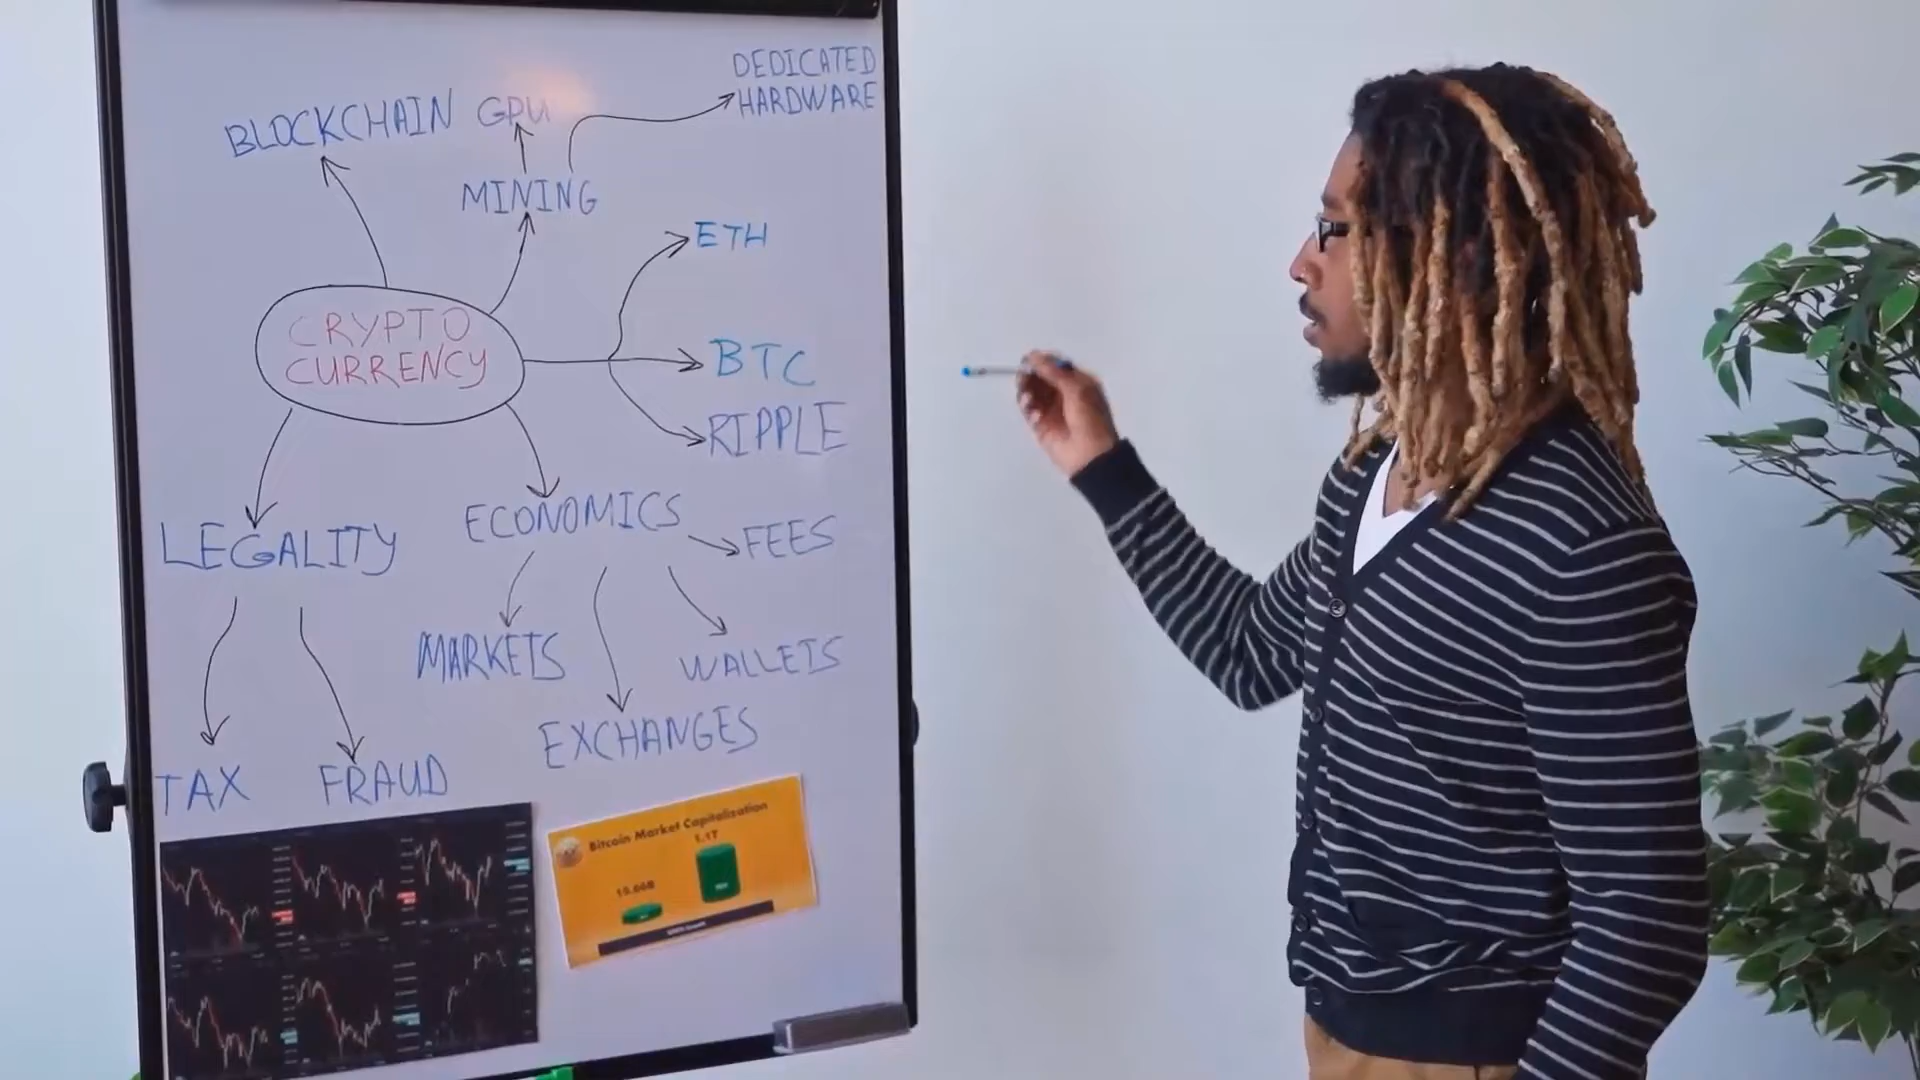 DEDICATED
HARDWARE
BLOCKCHAIN
GPU
MINING
ETH
CRYPTO
CURRENCY
BTC
RIPPLE
LEGALITY
ECONOMICS
FEES
MARKETS
WALLETS
EXCHANGES
TAX
FRAUD
Bitcoin Market Capitalization
1.1T